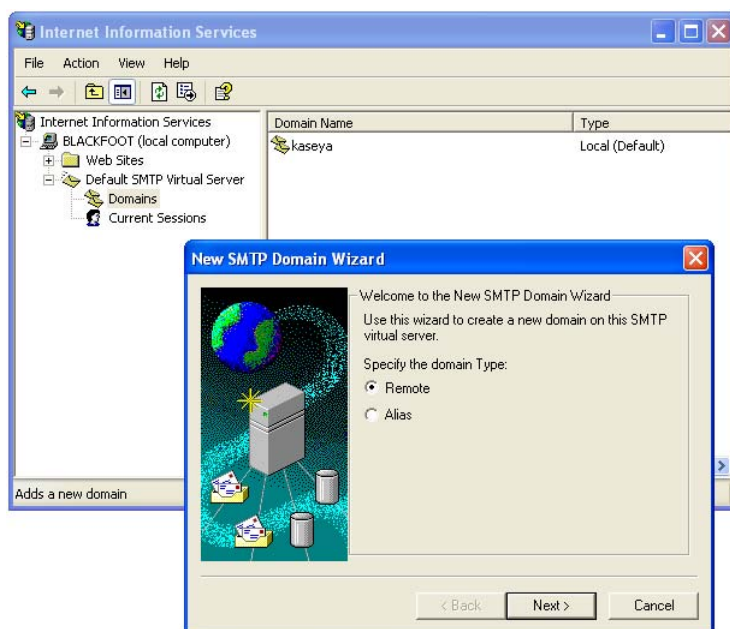 Internet Information Services
File Action View Help
Internet Information Services
BLACKFOOT (local computer)
Web Sites
Default SMTP Virtual Server
Domains
Current Sessions
Domain Name Type
kaseya Local (Default)
Adds a new domain
New SMTP Domain Wizard
Welcome to the New SMTP Domain Wizard
Use this wizard to create a new domain on this SMTP
virtual server.
Specify the domain Type:
Remote
Alias
< Back Next > Cancel